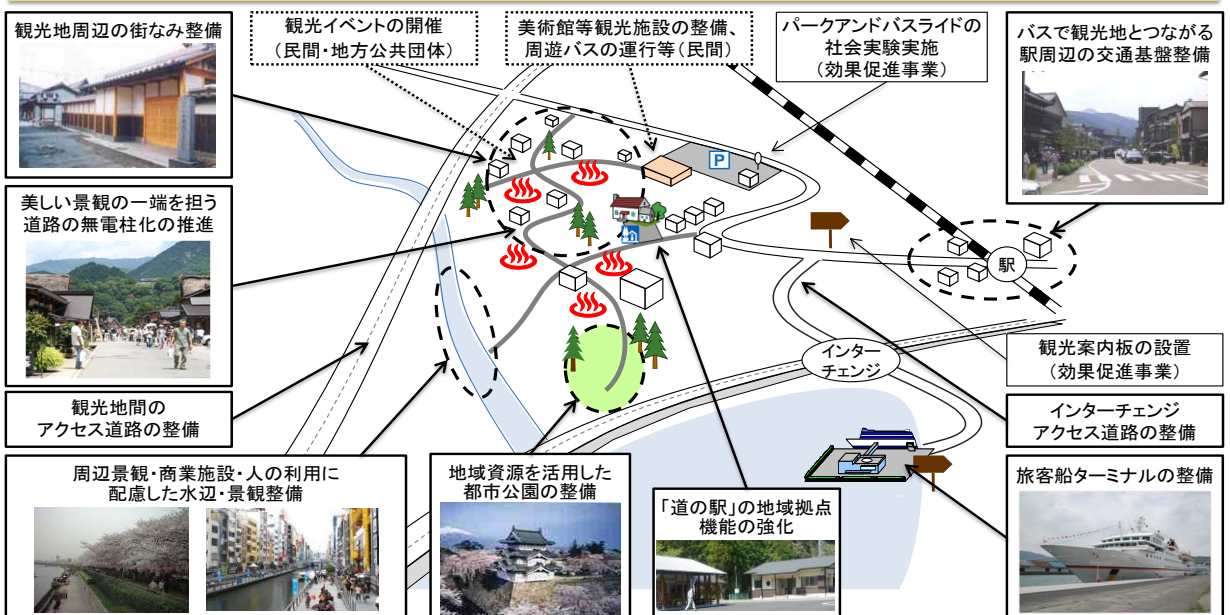 観光地周辺の街なみ整備
観光イベントの開催
（民間・地方公共団体）
美術館等観光施設の整備、
周遊バスの運行等（民間）
パークアンドバスライドの
社会実験実施
（効果促進事業）
バスで観光地とつながる
駅周辺の交通基盤整備
美しい景観の一端を担う
道路の無電柱化の推進
P
駅
観光地間の
アクセス道路の整備
インター
チェンジ
観光案内板の設置
（効果促進事業）
インターチェンジ
アクセス道路の整備
周辺景観・商業施設・人の利用に
配慮した水辺・景観整備
地域資源を活用した
都市公園の整備
「道の駅」の地域拠点
機能の強化
旅客船ターミナルの整備